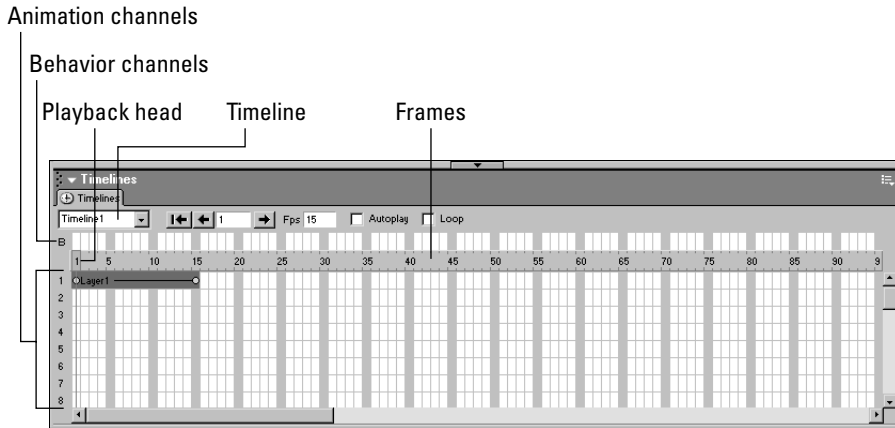 Animation channels
Behavior channels
Playback head Timeline Frames
Timelines
Timelines
Timeline1 1 Fps 15 Autoplay Loop
B
1 5 10 15 20 25 30 35 40 45 50 55 60 65 70 75 80 85 90 9
1 Layer1
2
3
4
5
6
7
8